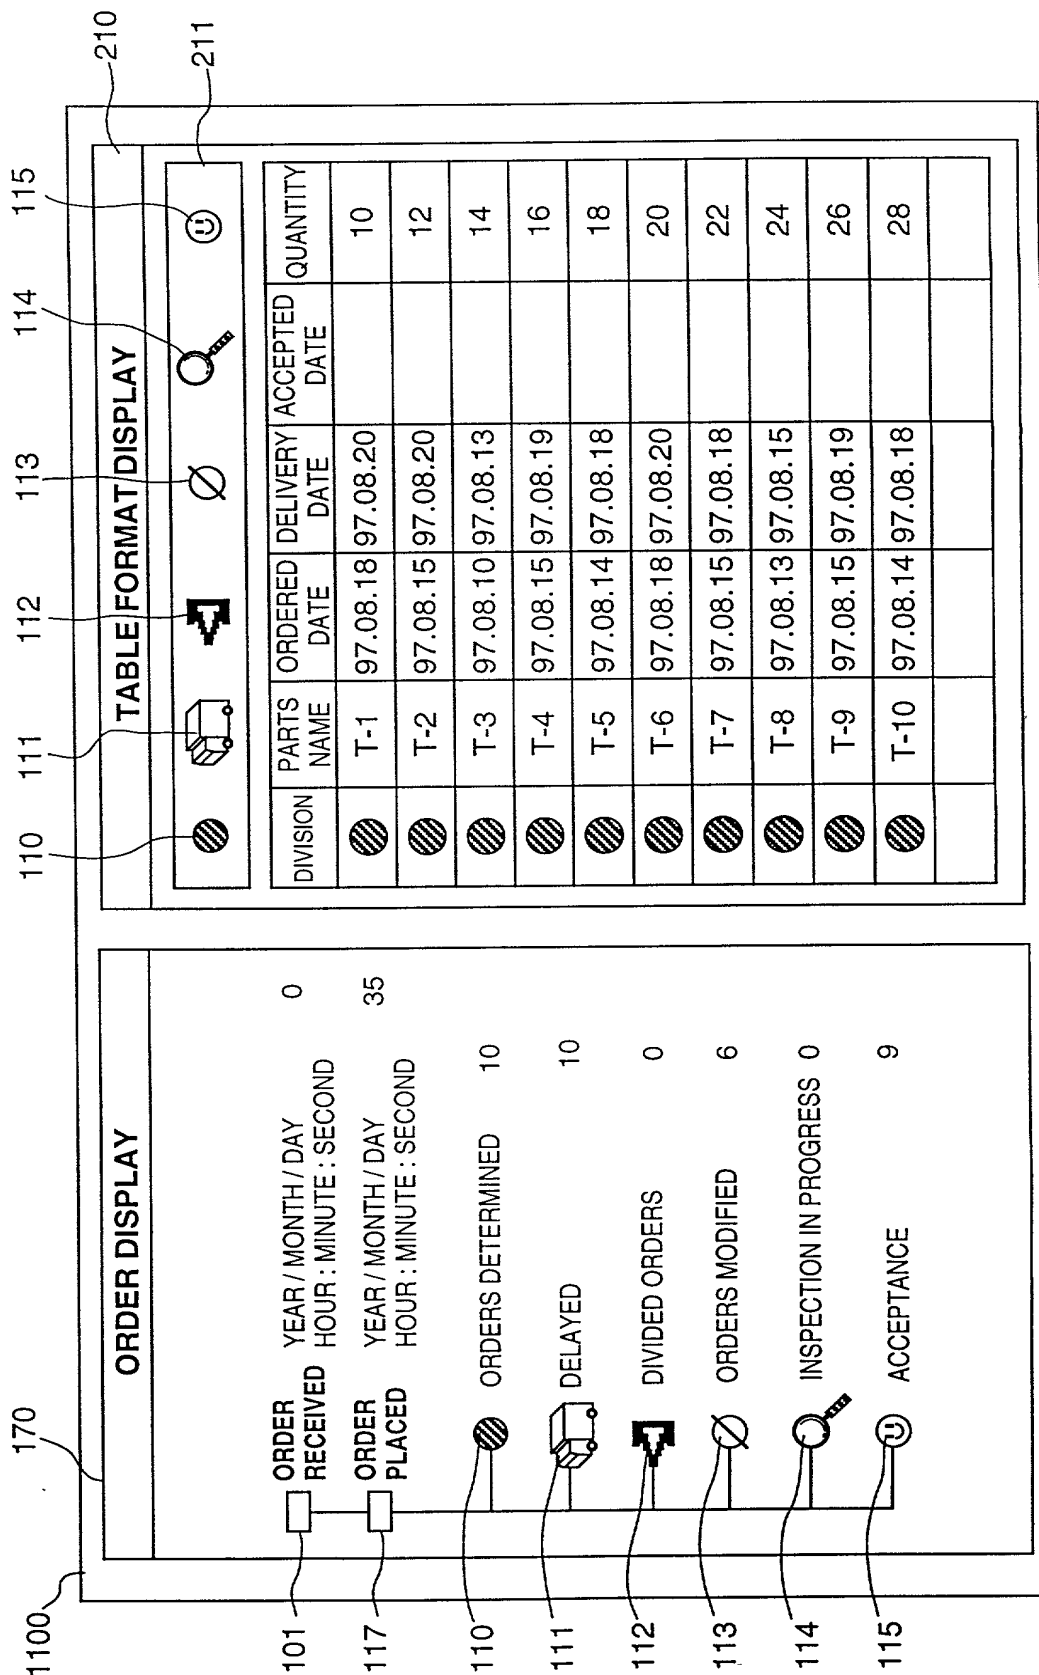 1100
170
ORDER DISPLAY
101
ORDER RECEIVED
YEAR / MONTH / DAY
HOUR : MINUTE : SECOND
0
117
ORDER PLACED
YEAR / MONTH / DAY
HOUR : MINUTE : SECOND
35
110
ORDERS DETERMINED 10
111
DELAYED 10
112
DIVIDED ORDERS 0
113
ORDERS MODIFIED 6
114
INSPECTION IN PROGRESS 0
115
ACCEPTANCE 9
110 111 112 113 114 115
210
211
TABLE FORMAT DISPLAY
DIVISION PARTS NAME ORDERED DATE DELIVERY DATE ACCEPTED DATE QUANTITY
T-1 97.08.18 97.08.20 10
T-2 97.08.15 97.08.20 12
T-3 97.08.10 97.08.13 14
T-4 97.08.15 97.08.19 16
T-5 97.08.14 97.08.18 18
T-6 97.08.18 97.08.20 20
T-7 97.08.15 97.08.18 22
T-8 97.08.13 97.08.15 24
T-9 97.08.15 97.08.19 26
T-10 97.08.14 97.08.18 28